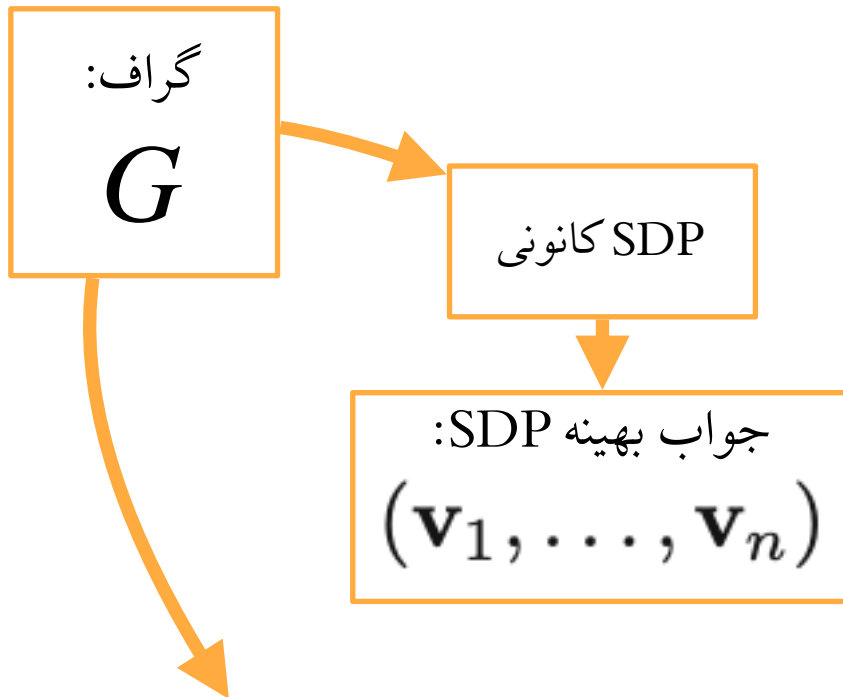 گراف:
G
SDP کانونی
جواب بهینه SDP:
(v₁, . . . , vₙ)